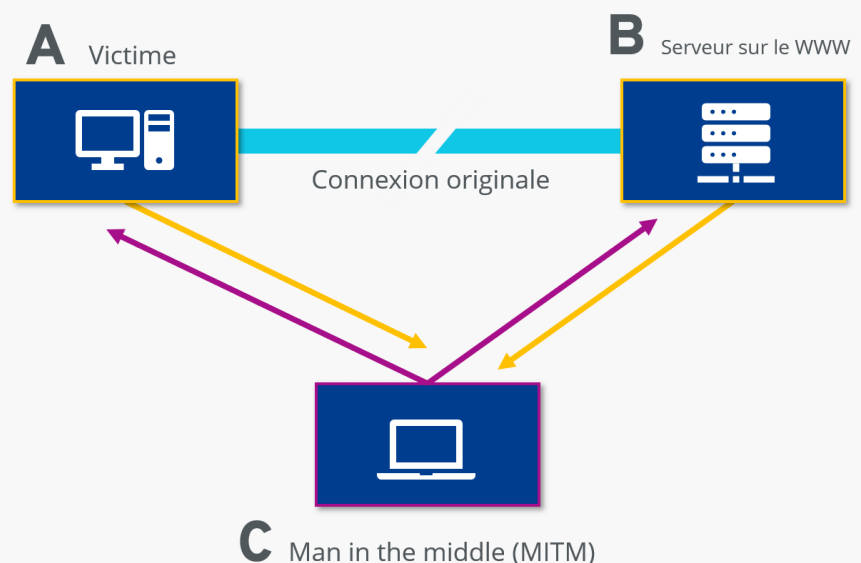 A Victime
B Serveur sur le WWW
Connexion originale
C Man in the middle (MITM)